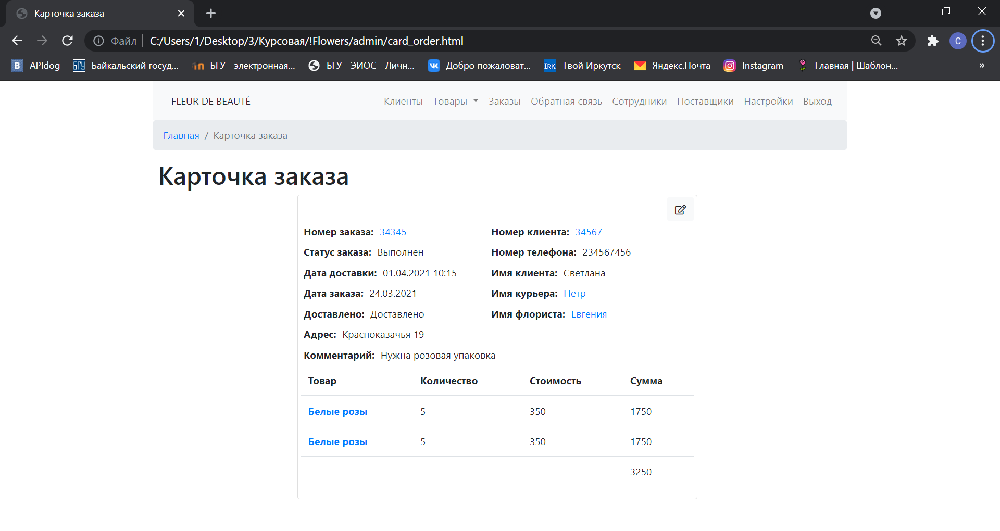 Карточка заказа
Файл C:/Users/1/Desktop/3/Курсовая/!Flowers/admin/card_order.html
C
B APIdog БГУ Байкальский госуд... БГУ - электронная... БГУ - ЭИОС - Личн... Добро пожаловат... IRK. Твой Иркутск Яндекс.Почта Instagram Главная | Шаблон... »
FLEUR DE BEAUTÉ Клиенты Товары Заказы Обратная связь Сотрудники Поставщики Настройки Выход
Главная / Карточка заказа
Карточка заказа
Номер заказа: 34345 Номер клиента: 34567
Статус заказа: Выполнен Номер телефона: 234567456
Дата доставки: 01.04.2021 10:15 Имя клиента: Светлана
Дата заказа: 24.03.2021 Имя курьера: Петр
Доставлено: Доставлено Имя флориста: Евгения
Адрес: Красноказачья 19
Комментарий: Нужна розовая упаковка
Товар Количество Стоимость Сумма
Белые розы 5 350 1750
Белые розы 5 350 1750
3250